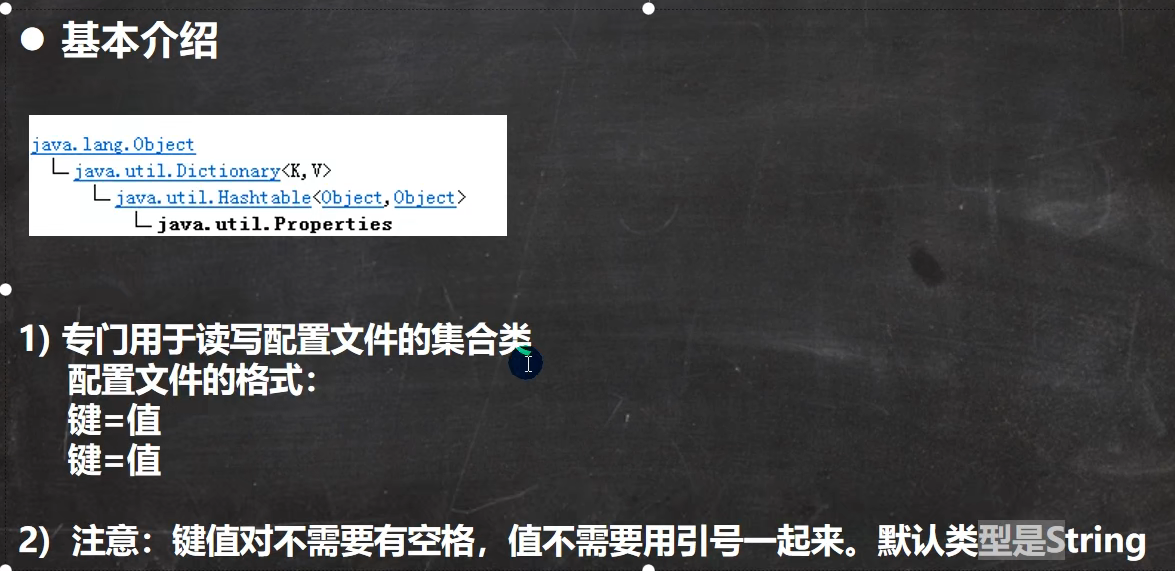 ● 基本介绍
java.lang.Object
java.util.Dictionary<K,V>
java.util.Hashtable<Object,Object>
java.util.Properties
1) 专门用于读写配置文件的集合类
配置文件的格式：
键=值
键=值
2) 注意：键值对不需要有空格，值不需要用引号一起来。默认类型是String